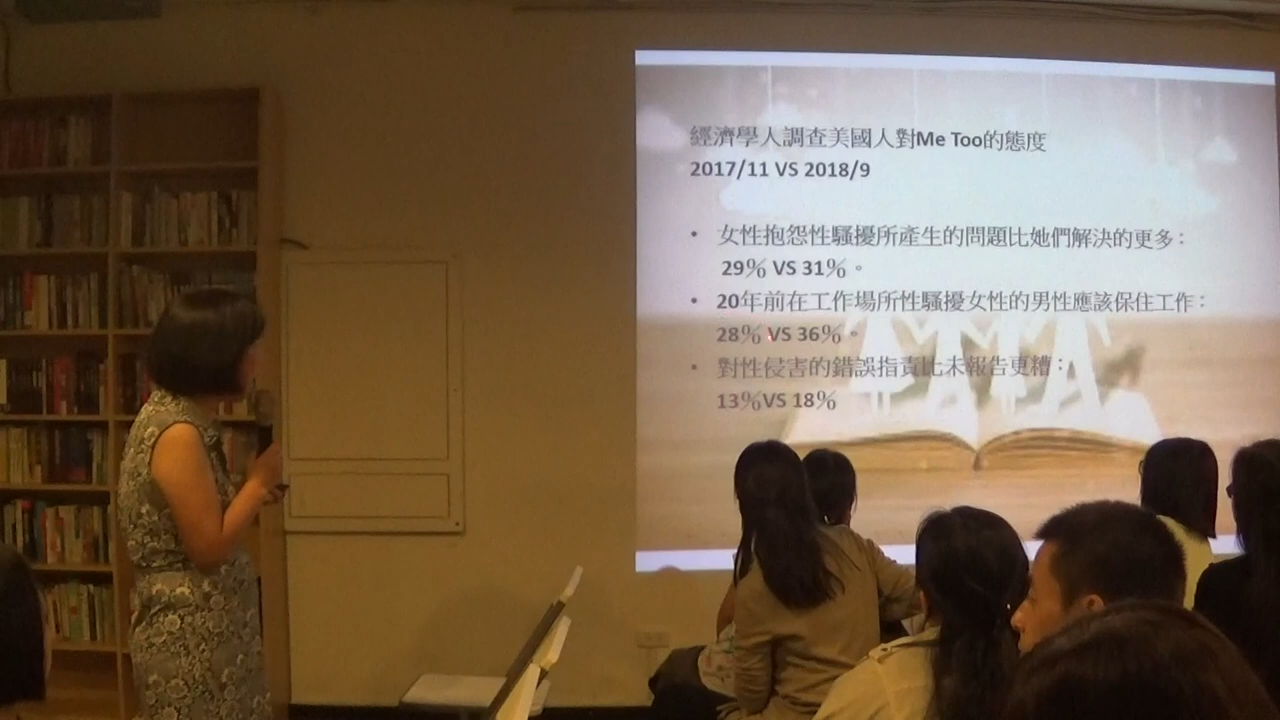 經濟學人調查美國人對Me Too的態度
2017/11 VS 2018/9
• 女性抱怨性騷擾所產生的問題比她們解決的更多：
29％ VS 31％。
• 20年前在工作場所性騷擾女性的男性應該保住工作：
28％ VS 36％。
• 對性侵害的錯誤指責比未報告更糟：
13％VS 18％